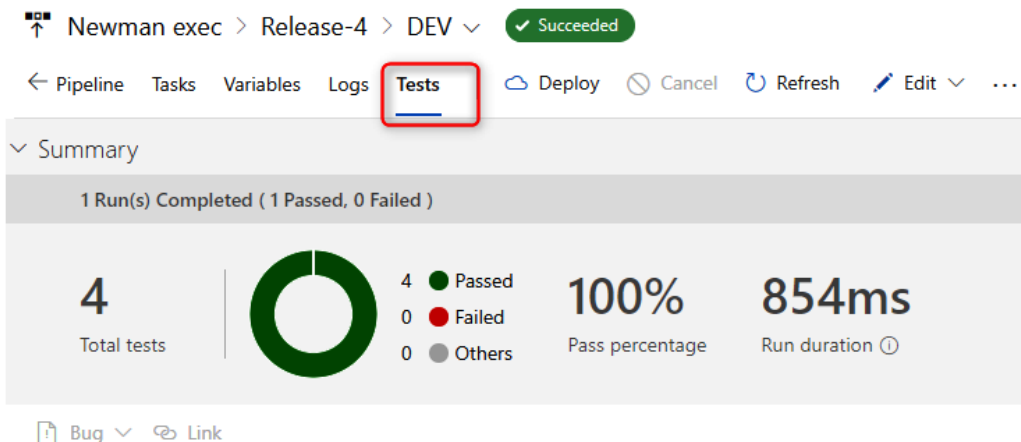 Newman exec > Release-4 > DEV Succeeded
Pipeline Tasks Variables Logs Tests Deploy Cancel Refresh Edit ...
Summary
1 Run(s) Completed ( 1 Passed, 0 Failed )
4
Total tests
4 Passed
0 Failed
0 Others
100%
Pass percentage
854ms
Run duration
Bug Link